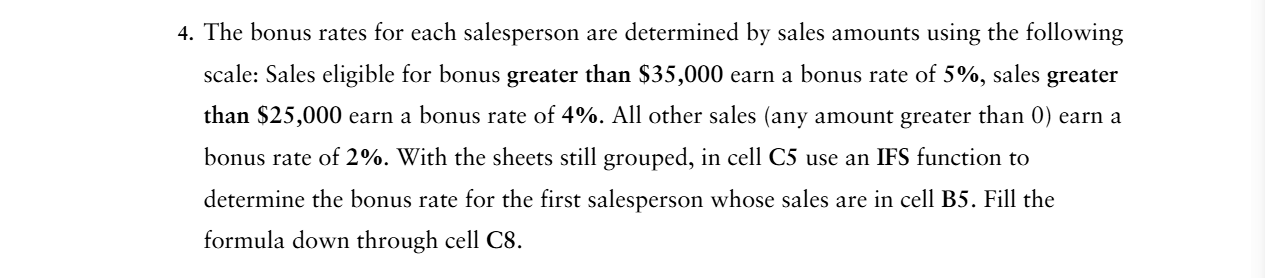 4. The bonus rates for each salesperson are determined by sales amounts using the following
scale: Sales eligible for bonus greater than $35,000 earn a bonus rate of 5%, sales greater
than $25,000 earn a bonus rate of 4%. All other sales (any amount greater than 0) earn a
bonus rate of 2%. With the sheets still grouped, in cell C5 use an IFS function to
determine the bonus rate for the first salesperson whose sales are in cell B5. Fill the
formula down through cell C8.